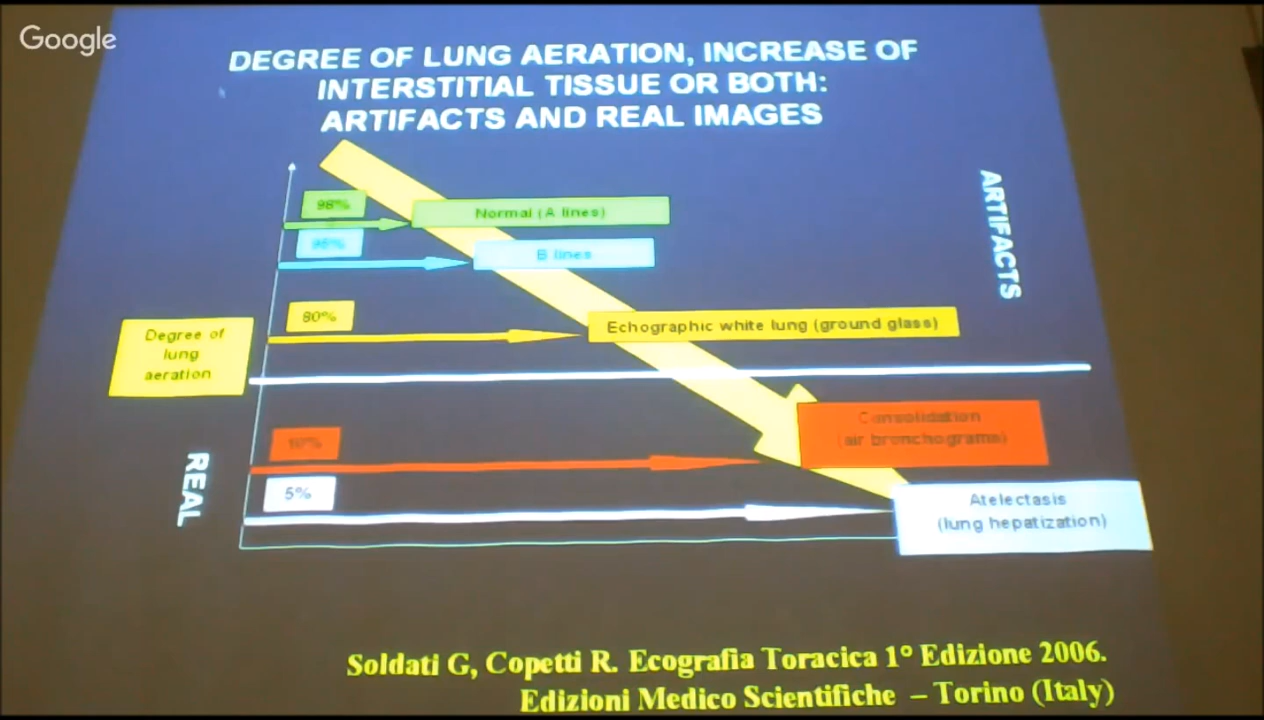 Google
DEGREE OF LUNG AERATION, INCREASE OF
INTERSTITIAL TISSUE OR BOTH:
ARTIFACTS AND REAL IMAGES
ARTIFACTS
98%
Normal (A lines)
95%
B lines
80%
Echographic white lung (ground glass)
Degree of
lung
aeration
Consolidation
(air bronchograms)
REAL
5%
Atelectasis
(lung hepatization)
Soldati G, Copetti R. Ecografia Toracica 1° Edizione 2006.
Edizioni Medico Scientifiche – Torino (Italy)